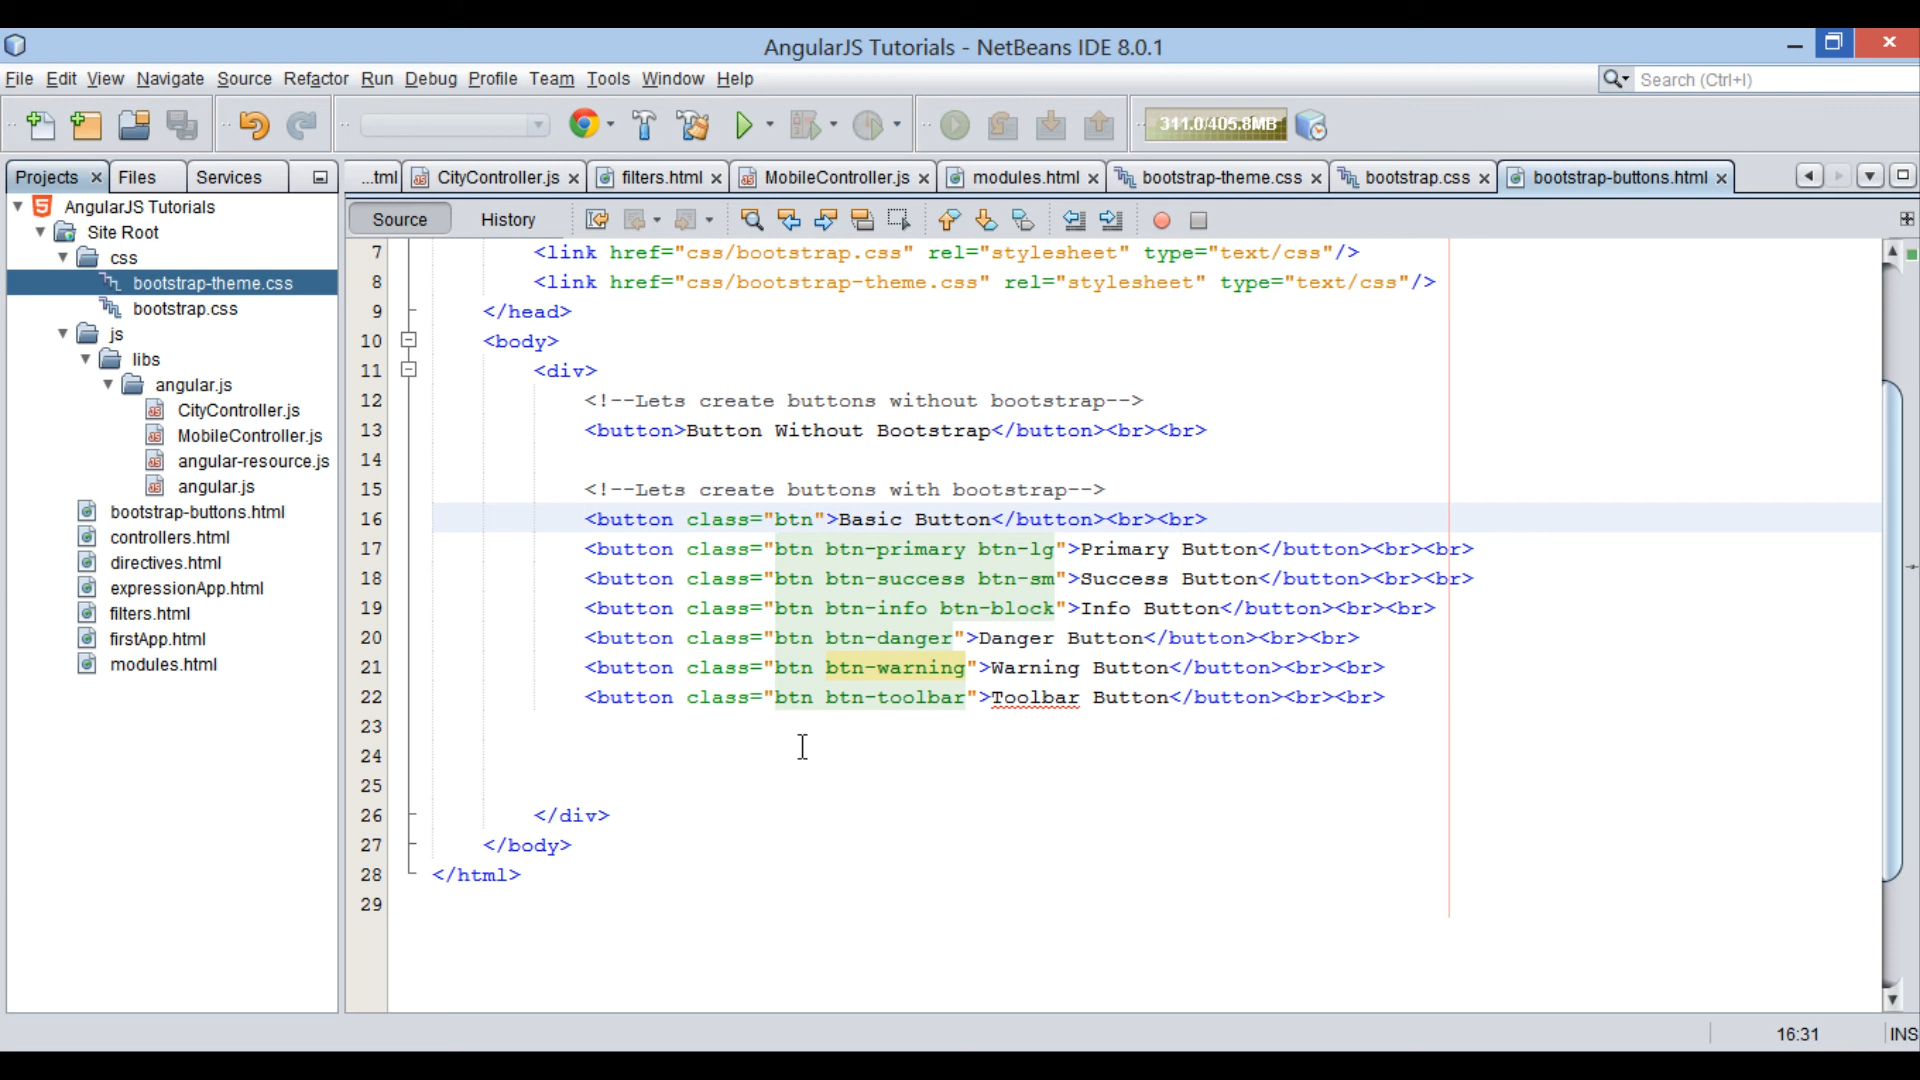 AngularJS Tutorials - NetBeans IDE 8.0.1
File Edit View Navigate Source Refactor Run Debug Profile Team Tools Window Help
Search (Ctrl+I)
311.0/405.8MB
Projects Files Services
...tml CityController.js filters.html MobileController.js modules.html bootstrap-theme.css bootstrap.css bootstrap-buttons.html
Source History
AngularJS Tutorials
Site Root
css
bootstrap-theme.css
bootstrap.css
js
libs
angular.js
CityController.js
MobileController.js
angular-resource.js
angular.js
bootstrap-buttons.html
controllers.html
directives.html
expressionApp.html
filters.html
firstApp.html
modules.html
7 <link href="css/bootstrap.css" rel="stylesheet" type="text/css"/>
8 <link href="css/bootstrap-theme.css" rel="stylesheet" type="text/css"/>
9 </head>
10 <body>
11 <div>
12 <!--Lets create buttons without bootstrap-->
13 <button>Button Without Bootstrap</button><br><br>
14
15 <!--Lets create buttons with bootstrap-->
16 <button class="btn">Basic Button</button><br><br>
17 <button class="btn btn-primary btn-lg">Primary Button</button><br><br>
18 <button class="btn btn-success btn-sm">Success Button</button><br><br>
19 <button class="btn btn-info btn-block">Info Button</button><br><br>
20 <button class="btn btn-danger">Danger Button</button><br><br>
21 <button class="btn btn-warning">Warning Button</button><br><br>
22 <button class="btn btn-toolbar">Toolbar Button</button><br><br>
23
24
25
26 </div>
27 </body>
28 </html>
29
16:31 INS